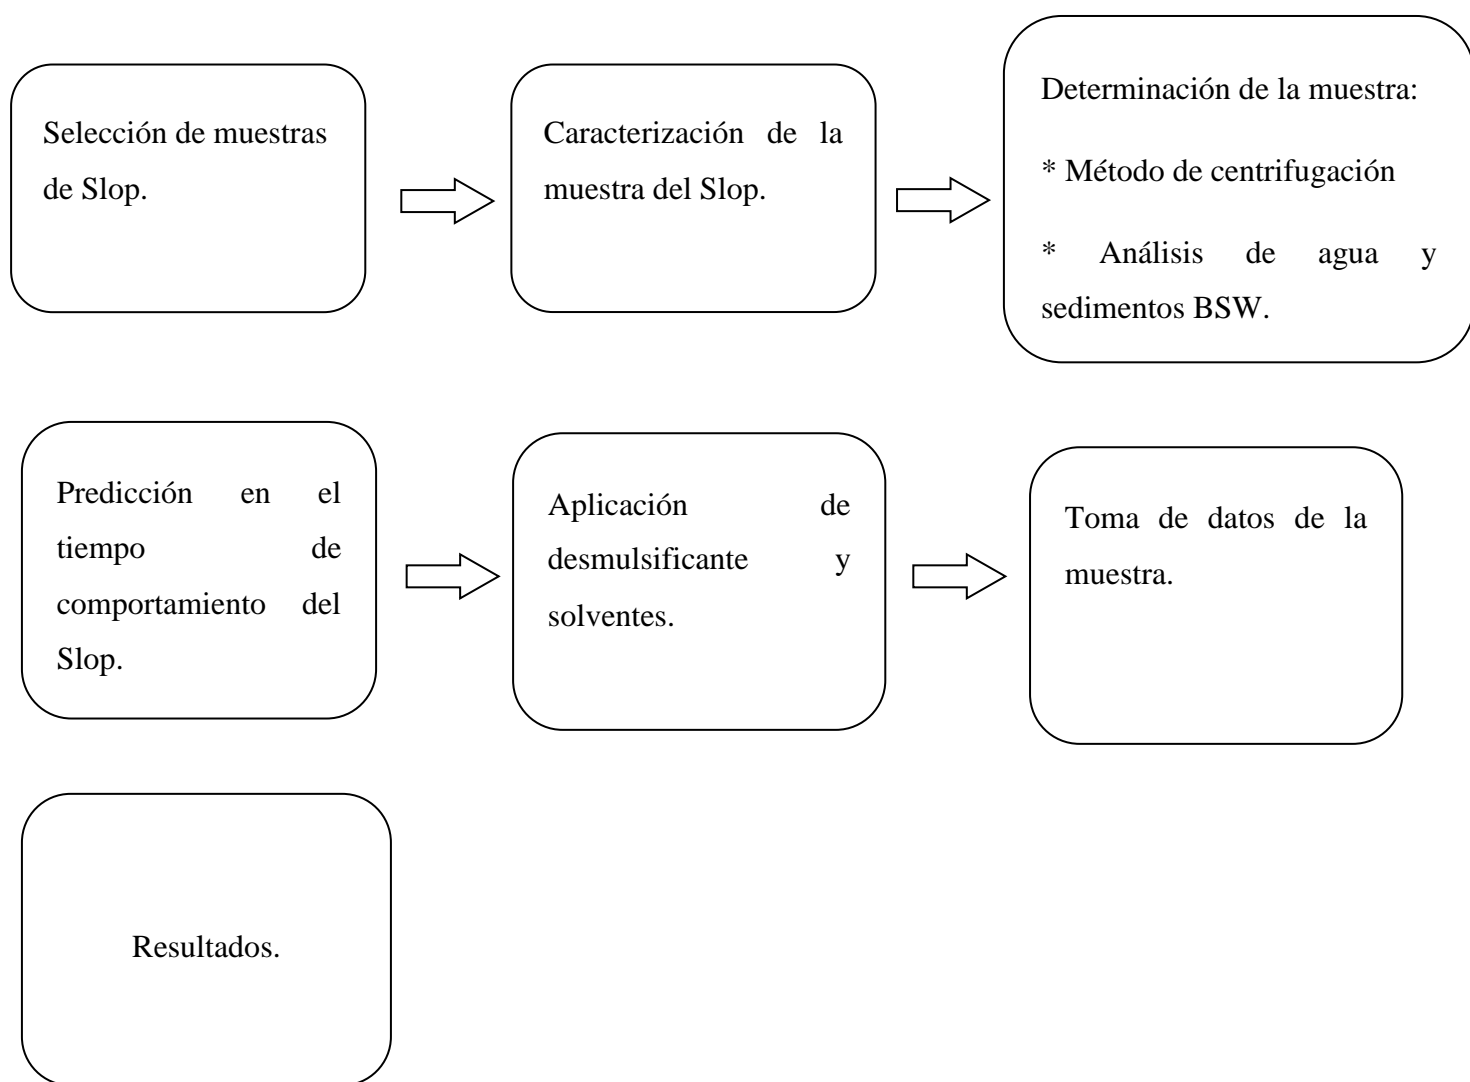 Selección de muestras
de Slop.
Caracterización de la
muestra del Slop.
Determinación de la muestra:
* Método de centrifugación
* Análisis de agua y
sedimentos BSW.
Predicción en el
tiempo de
comportamiento del
Slop.
Aplicación de
desmulsificante y
solventes.
Toma de datos de la
muestra.
Resultados.